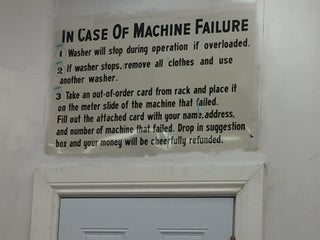 IN CASE OF MACHINE FAILURE
1 Washer will stop during operation if overloaded.
2 If washer stops, remove all clothes and use
another washer.
3 Take an out-of-order card from rack and place it
on the meter slide of the machine that failed.
Fill out the attached card with your name, address,
and number of machine that failed. Drop in suggestion
box and your money will be cheerfully refunded.